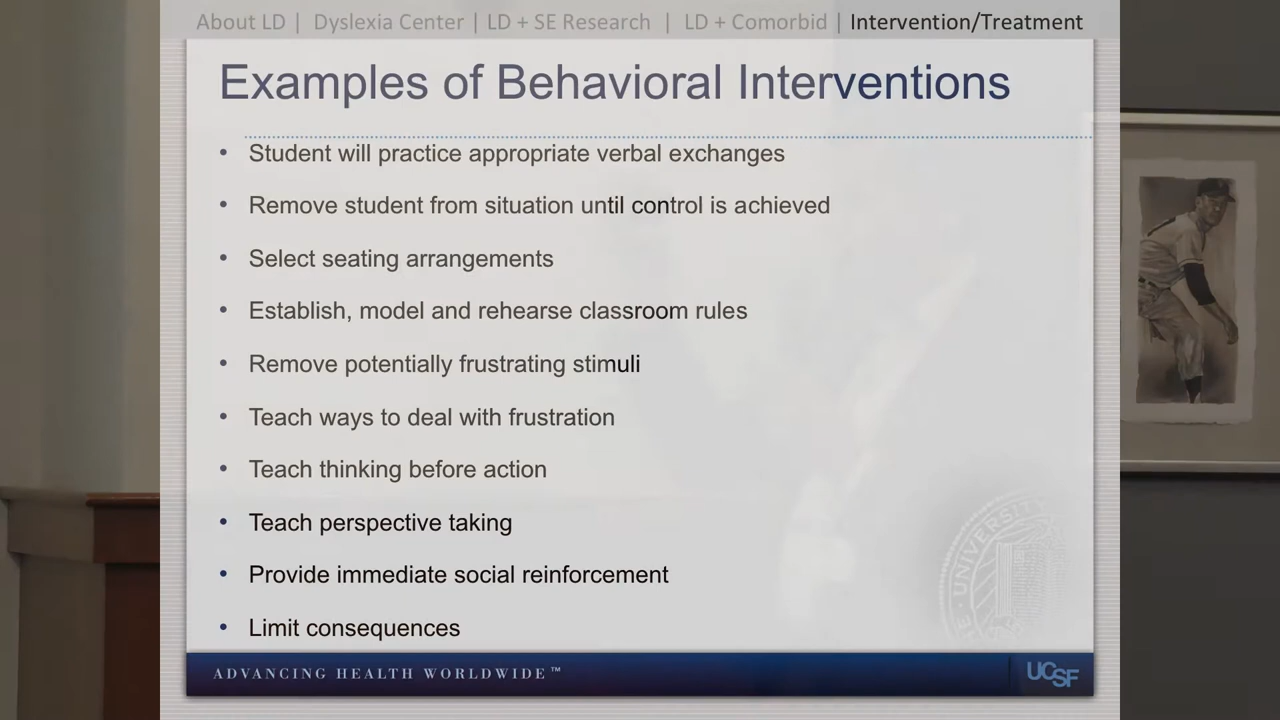 About LD | Dyslexia Center | LD + SE Research | LD + Comorbid | Intervention/Treatment
Examples of Behavioral Interventions
• Student will practice appropriate verbal exchanges
• Remove student from situation until control is achieved
• Select seating arrangements
• Establish, model and rehearse classroom rules
• Remove potentially frustrating stimuli
• Teach ways to deal with frustration
• Teach thinking before action
• Teach perspective taking
• Provide immediate social reinforcement
• Limit consequences
UNIVERSITY
ADVANCING HEALTH WORLDWIDE™
UCSF